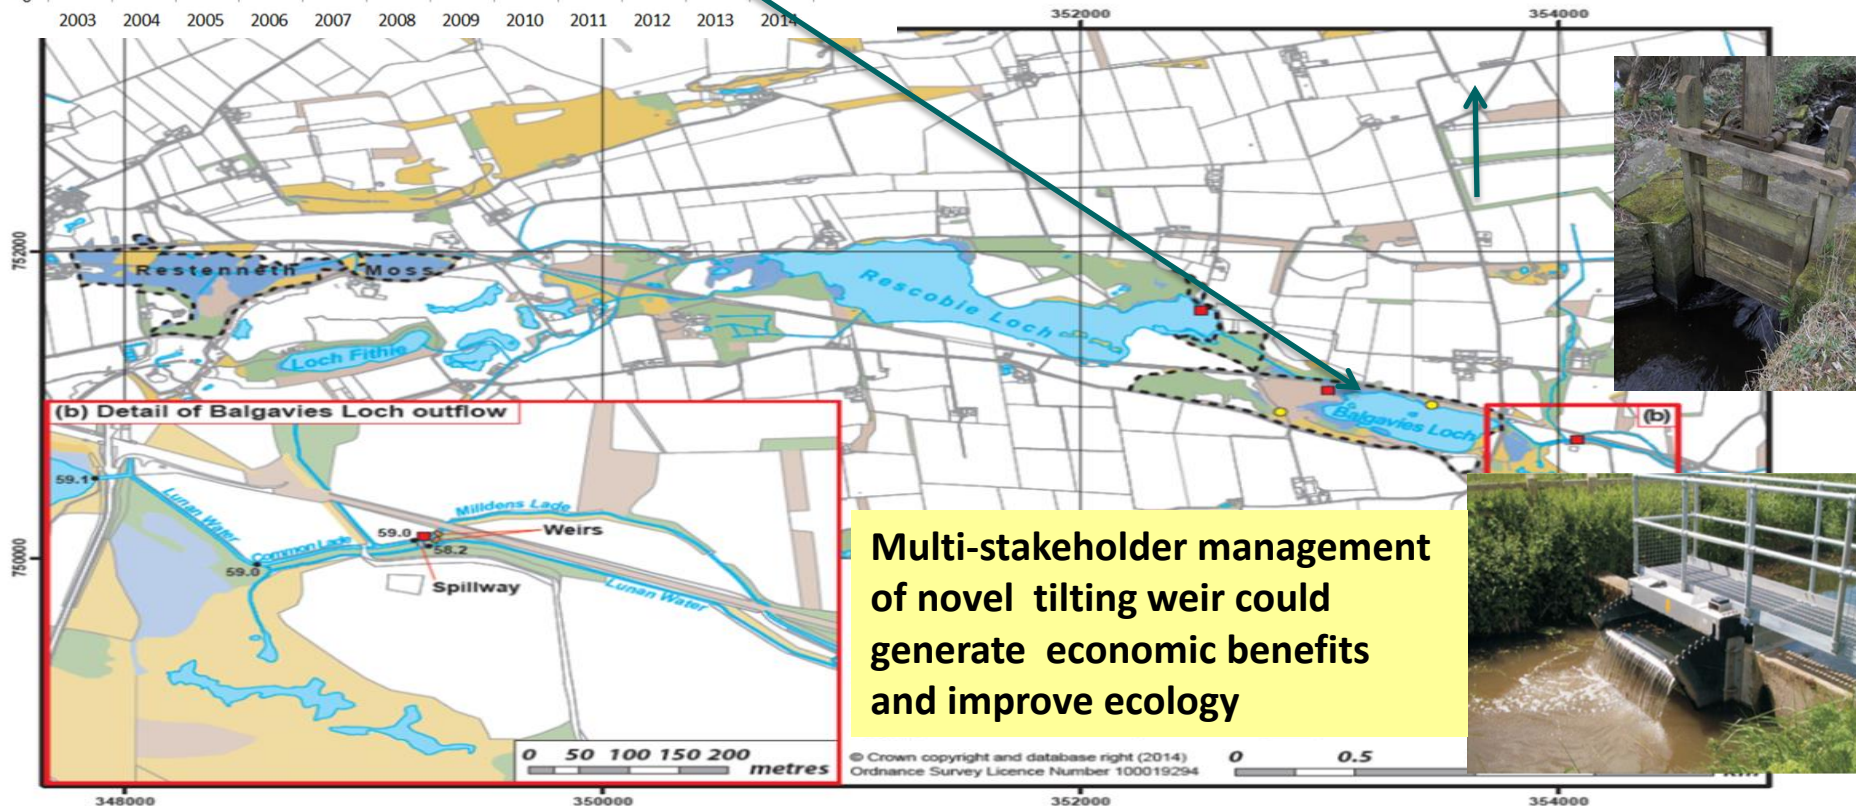 2003 2004 2005 2006 2007 2008 2009 2010 2011 2012 2013 2014
352000 354000
752000
Restenneth Moss
Rescobie Loch
Loch Fithie
Balgavies Loch
(b) Detail of Balgavies Loch outflow
(b)
59.1
Lunan Water
Milldens Lade
Weirs
59.0
58.2
Common Lade
59.0
Spillway
Lunan Water
750000
Multi-stakeholder management
of novel tilting weir could
generate economic benefits
and improve ecology
0 50 100 150 200
metres
© Crown copyright and database right (2014)
Ordnance Survey Licence Number 100019294
0 0.5
348000 350000 352000 354000